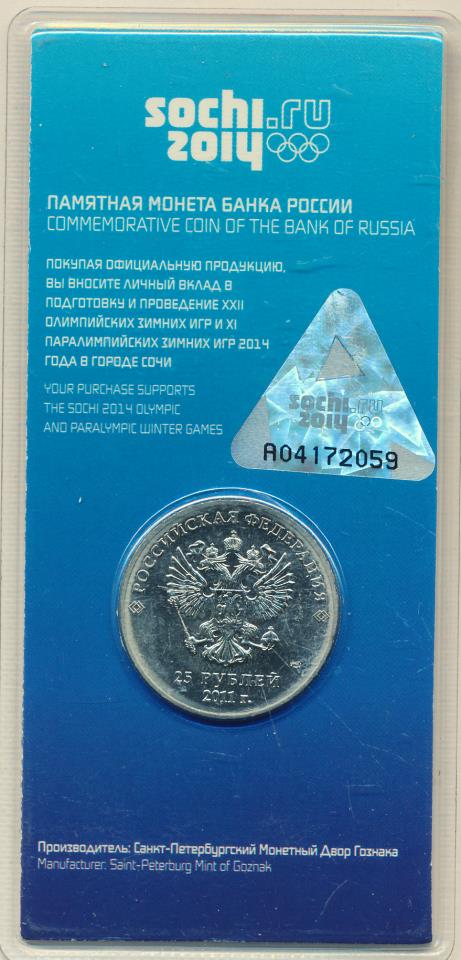 sochi.ru
2014
ПАМЯТНАЯ МОНЕТА БАНКА РОССИИ
COMMEMORATIVE COIN OF THE BANK OF RUSSIA
ПОКУПАЯ ОФИЦИАЛЬНУЮ ПРОДУКЦИЮ,
ВЫ ВНОСИТЕ ЛИЧНЫЙ ВКЛАД В
ПОДГОТОВКУ И ПРОВЕДЕНИЕ XXII
ОЛИМПИЙСКИХ ЗИМНИХ ИГР И XI
ПАРАЛИМПИЙСКИХ ЗИМНИХ ИГР 2014
ГОДА В ГОРОДЕ СОЧИ
YOUR PURCHASE SUPPORTS
THE SOCHI 2014 OLYMPIC
AND PARALYMPIC WINTER GAMES
sochi.ru
2014
A04172059
РОССИЙСКАЯ ФЕДЕРАЦИЯ
25 РУБЛЕЙ
2011 г.
Производитель: Санкт-Петербургский Монетный Двор Гознака
Manufacturer: Saint-Peterburg Mint of Goznak